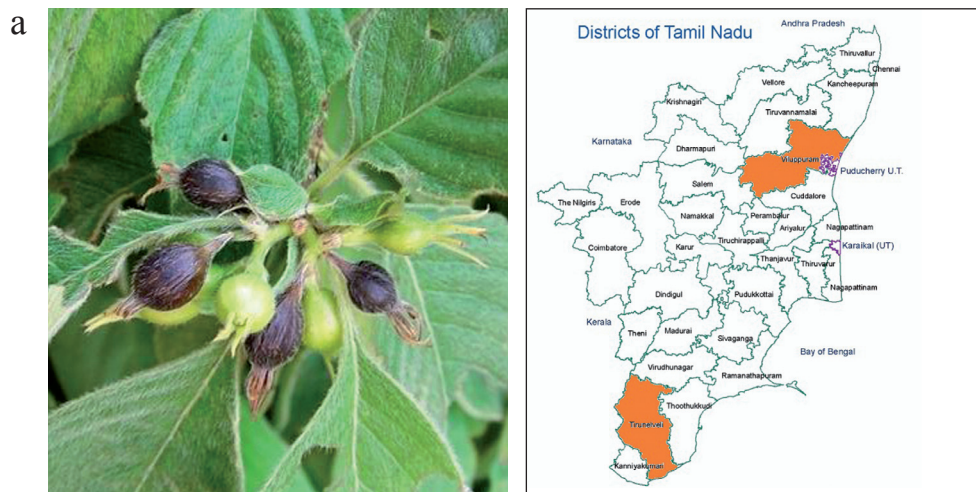 a
Districts of Tamil Nadu
Andhra Pradesh
Thiruvallur
Chennai
Vellore
Kancheepuram
Krishnagiri
Tiruvannamalai
Karnataka
Dharmapuri
Viluppuram
Puducherry U.T.
Salem
Cuddalore
The Nilgiris
Erode
Namakkal
Perambalur
Ariyalur
Nagapattinam
Coimbatore
Karur
Tiruchirappalli
Karaikal (UT)
Thanjavur
Thiruvarur
Nagapattinam
Dindigul
Pudukkottai
Kerala
Theni
Madurai
Sivaganga
Bay of Bengal
Virudhunagar
Ramanathapuram
Thoothukkudi
Tirunelveli
Kanniyakumari